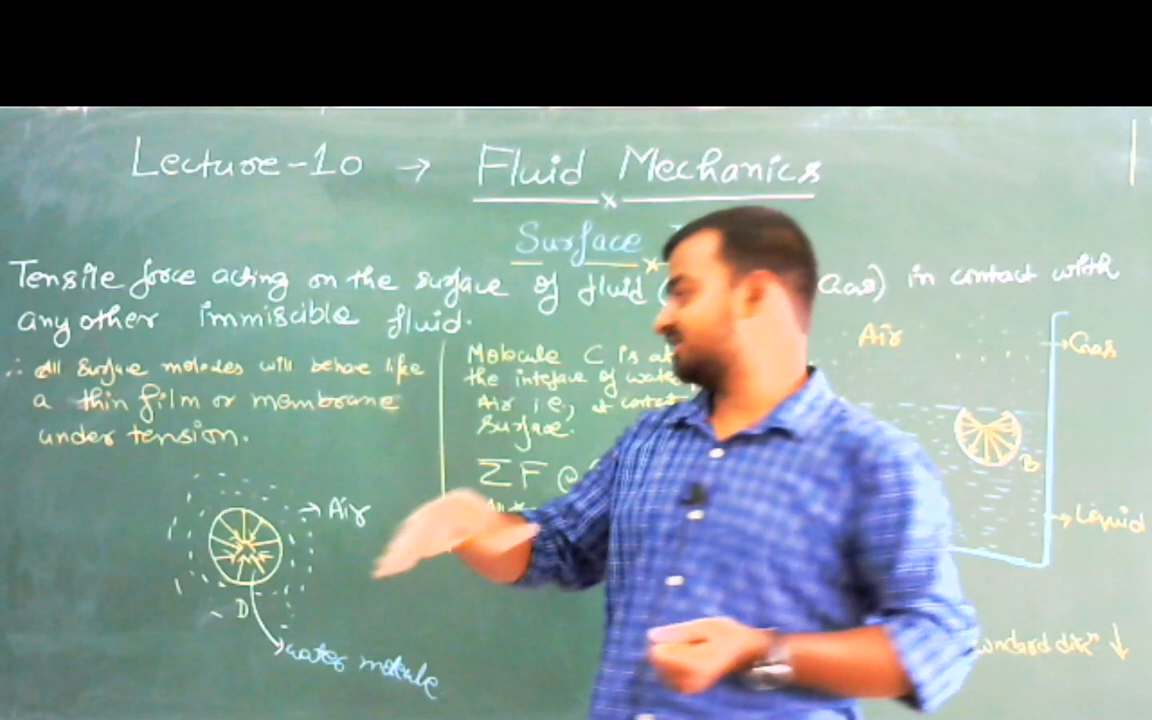 Lecture-10 → Fluid Mechanics
Surface
Tensile force acting on the surface of fluid ( Gas) in contact with
any other immiscible fluid.
∴ All surface molecules will behave like
a thin film or membrane
under tension.
Molecule C is at
the interface of water
Air i.e., at contact
surface.
ΣF @
Air
Gas
B
Liquid
→ Air
D
water molecule
↓